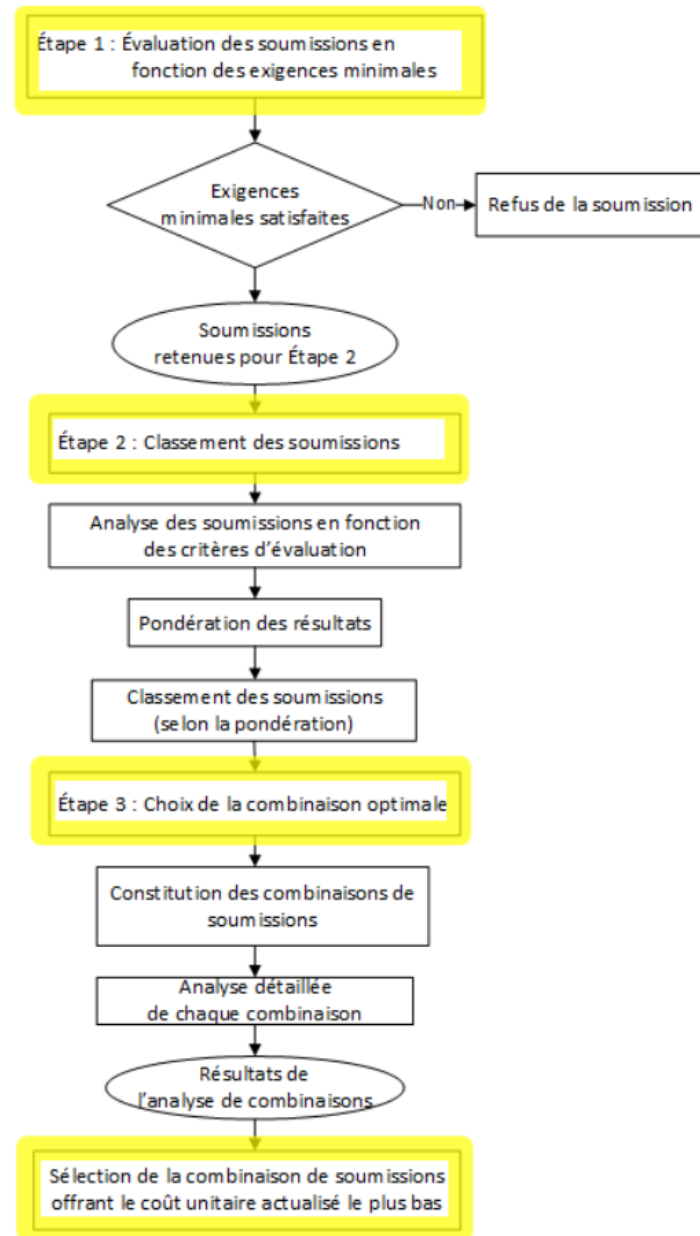 Étape 1 : Évaluation des soumissions en
fonction des exigences minimales
Exigences
minimales satisfaites
Non
Refus de la soumission
Soumissions
retenues pour Étape 2
Étape 2 : Classement des soumissions
Analyse des soumissions en fonction
des critères d'évaluation
Pondération des résultats
Classement des soumissions
(selon la pondération)
Étape 3 : Choix de la combinaison optimale
Constitution des combinaisons de
soumissions
Analyse détaillée
de chaque combinaison
Résultats de
l'analyse de combinaisons
Sélection de la combinaison de soumissions
offrant le coût unitaire actualisé le plus bas